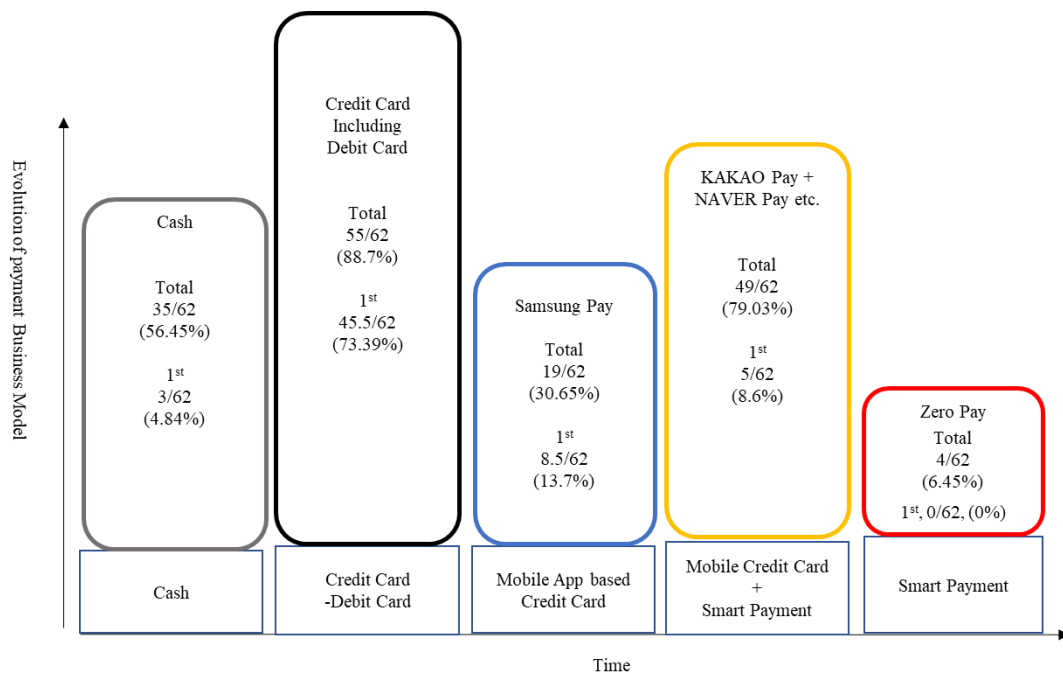 Evolution of payment Business Model
Cash
Total
35/62
(56.45%)
1st
3/62
(4.84%)
Credit Card
Including
Debit Card
Total
55/62
(88.7%)
1st
45.5/62
(73.39%)
Samsung Pay
Total
19/62
(30.65%)
1st
8.5/62
(13.7%)
KAKAO Pay +
NAVER Pay etc.
Total
49/62
(79.03%)
1st
5/62
(8.6%)
Zero Pay
Total
4/62
(6.45%)
1st, 0/62, (0%)
Cash
Credit Card
-Debit Card
Mobile App based
Credit Card
Mobile Credit Card
+
Smart Payment
Smart Payment
Time